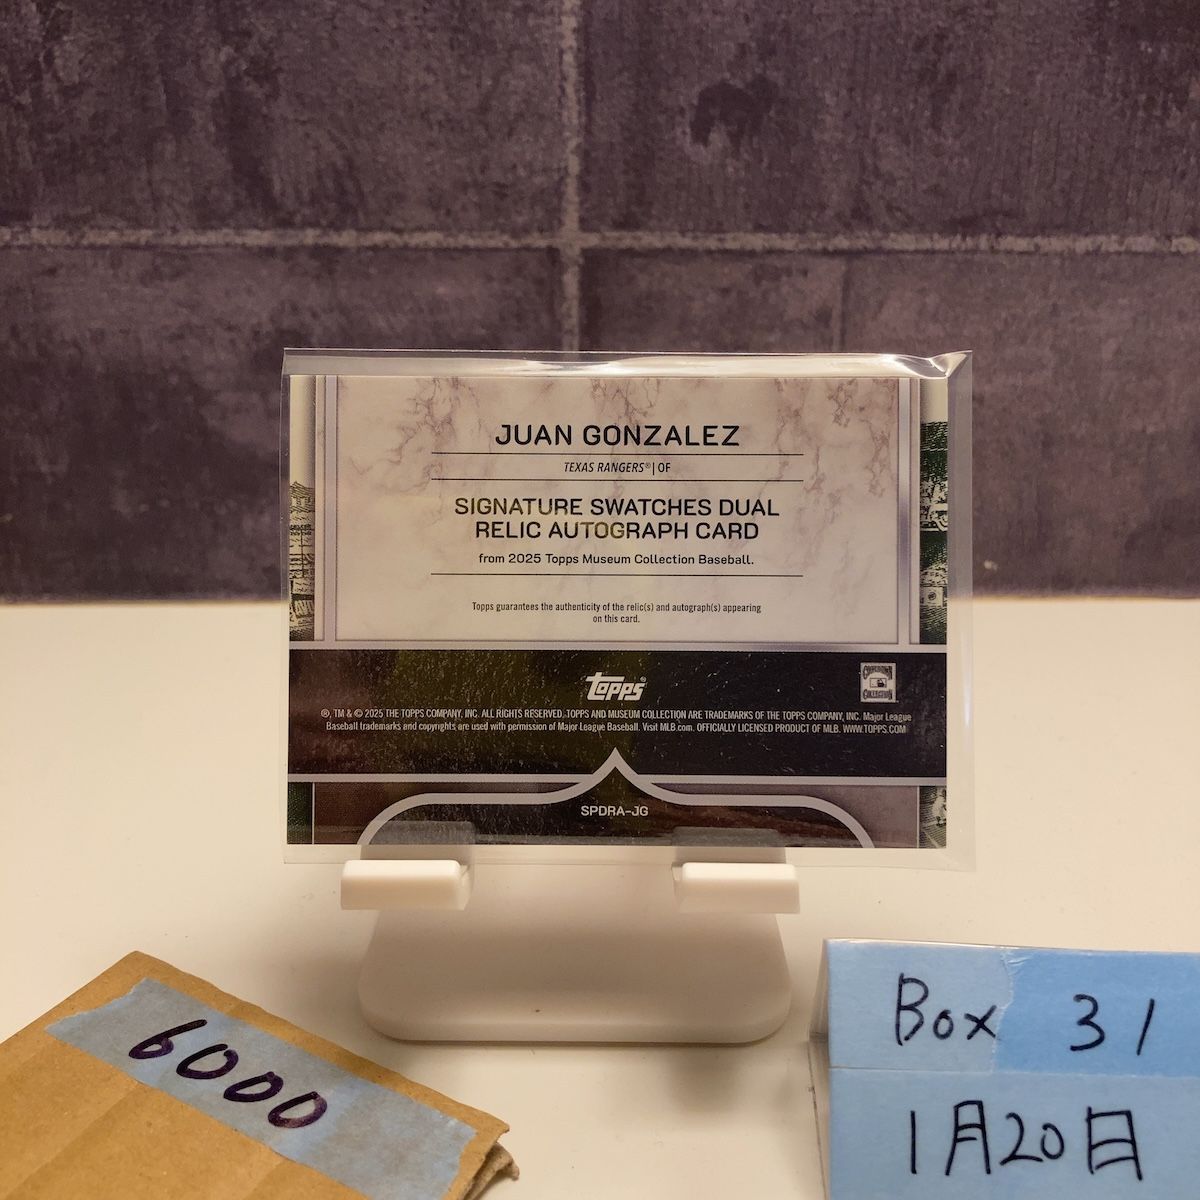 JUAN GONZALEZ
TEXAS RANGERS® | OF
SIGNATURE SWATCHES DUAL
RELIC AUTOGRAPH CARD
from 2025 Topps Museum Collection Baseball.
Topps guarantees the authenticity of the relic(s) and autograph(s) appearing
on this card.
topps®
COOPERSTOWN
COLLECTION
®, TM & © 2025 THE TOPPS COMPANY, INC. ALL RIGHTS RESERVED. TOPPS AND MUSEUM COLLECTION ARE TRADEMARKS OF THE TOPPS COMPANY, INC. Major League
Baseball trademarks and copyrights are used with permission of Major League Baseball. Visit MLB.com. OFFICIALLY LICENSED PRODUCT OF MLB. WWW.TOPPS.COM
SPDRA-JG
6000
Box 31
1月20日